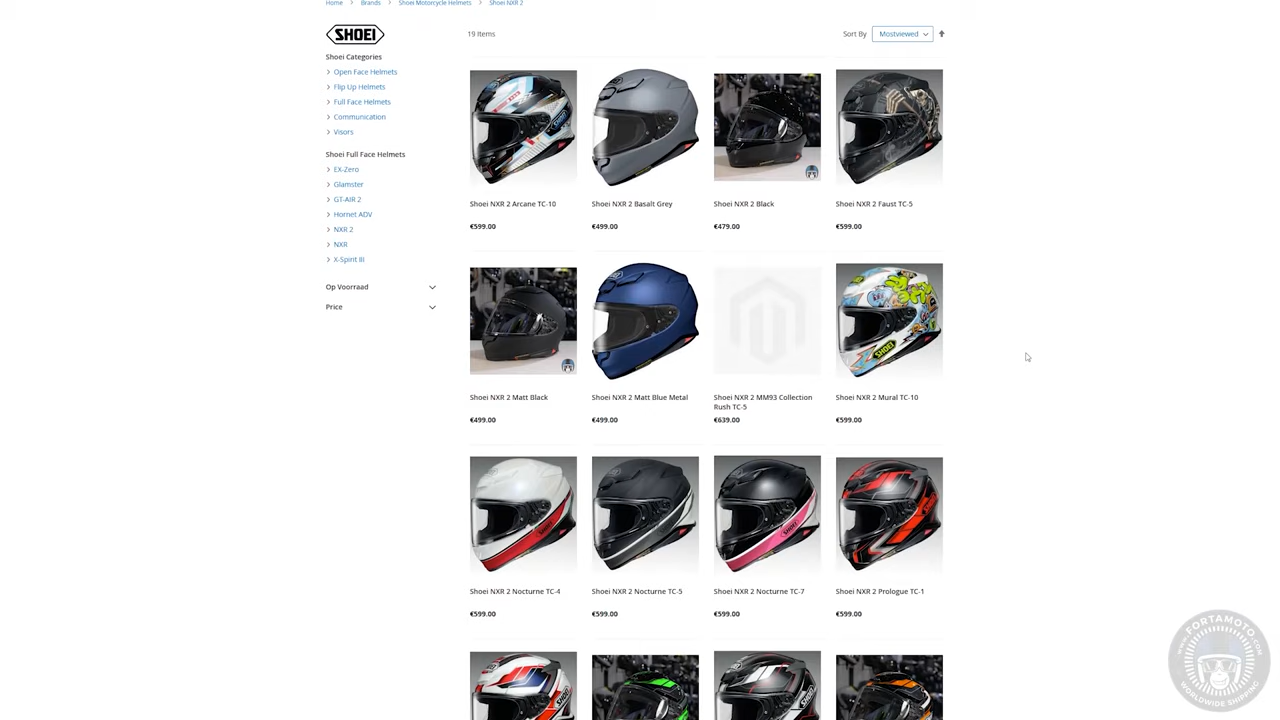 Home > Brands > Shoei Motorcycle Helmets > Shoei NXR 2
SHOEI
19 Items
Sort By Mostviewed
Shoei Categories
Open Face Helmets
Flip Up Helmets
Full Face Helmets
Communication
Visors
Shoei Full Face Helmets
EX-Zero
Glamster
GT-AIR 2
Hornet ADV
NXR 2
NXR
X-Spirit III
Op Voorraad
Price
Shoei NXR 2 Arcane TC-10
€599.00
Shoei NXR 2 Basalt Grey
€499.00
Shoei NXR 2 Black
€479.00
Shoei NXR 2 Faust TC-5
€599.00
Shoei NXR 2 Matt Black
€499.00
Shoei NXR 2 Matt Blue Metal
€499.00
Shoei NXR 2 MM93 Collection
Rush TC-5
€639.00
SHOEI
Shoei NXR 2 Mural TC-10
€599.00
Shoei NXR 2 Nocturne TC-4
€599.00
Shoei NXR 2 Nocturne TC-5
€599.00
SHOEI
Shoei NXR 2 Nocturne TC-7
€599.00
Shoei NXR 2 Prologue TC-1
€599.00
WWW.FORTAMOTO.COM
WORLDWIDE SHIPPING